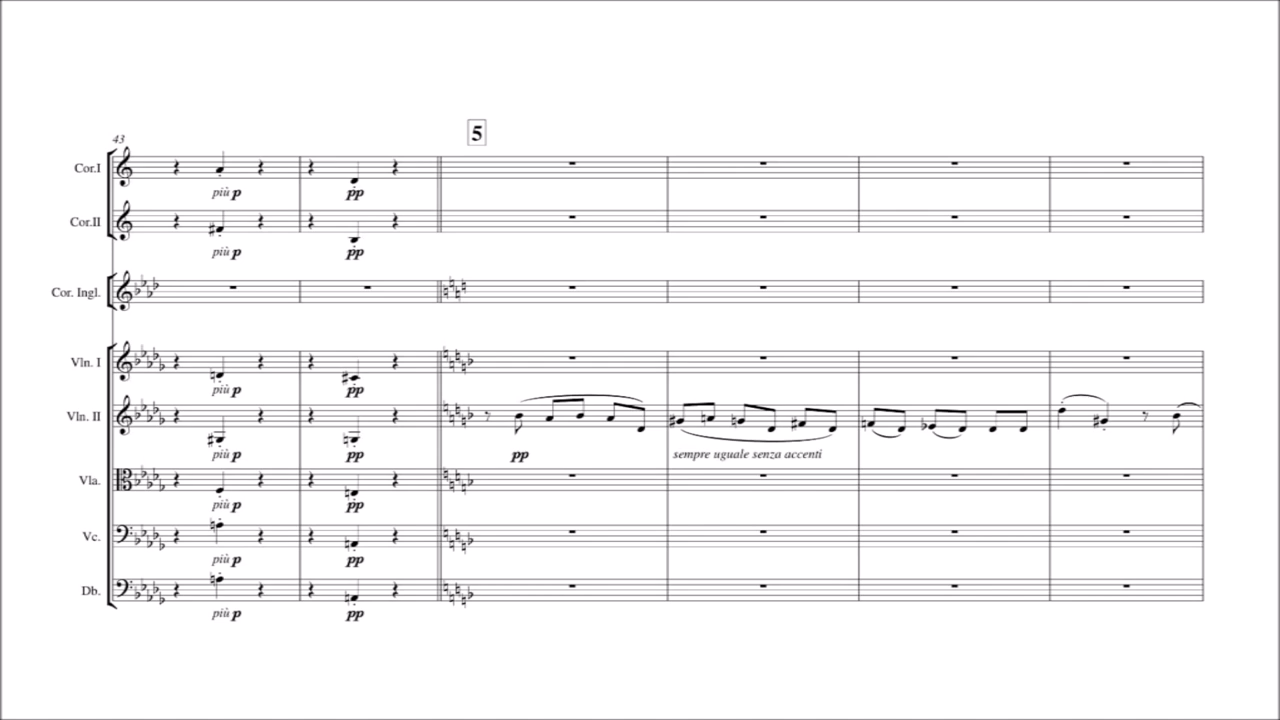 5
43
Cor.I
più p pp
Cor.II
più p pp
Cor. Ingl.
Vln. I
più p pp
Vln. II
più p pp pp sempre uguale senza accenti
Vla.
più p pp
Vc.
più p pp
Db.
più p pp